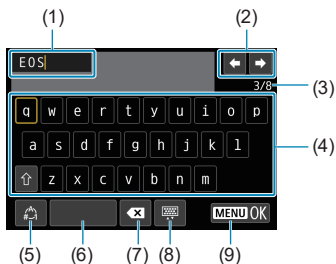 (1) (2)
EOS
3/8 (3)
q w e r t y u i o p
a s d f g h j k l (4)
z x c v b n m
MENU OK
(5) (6) (7) (8) (9)